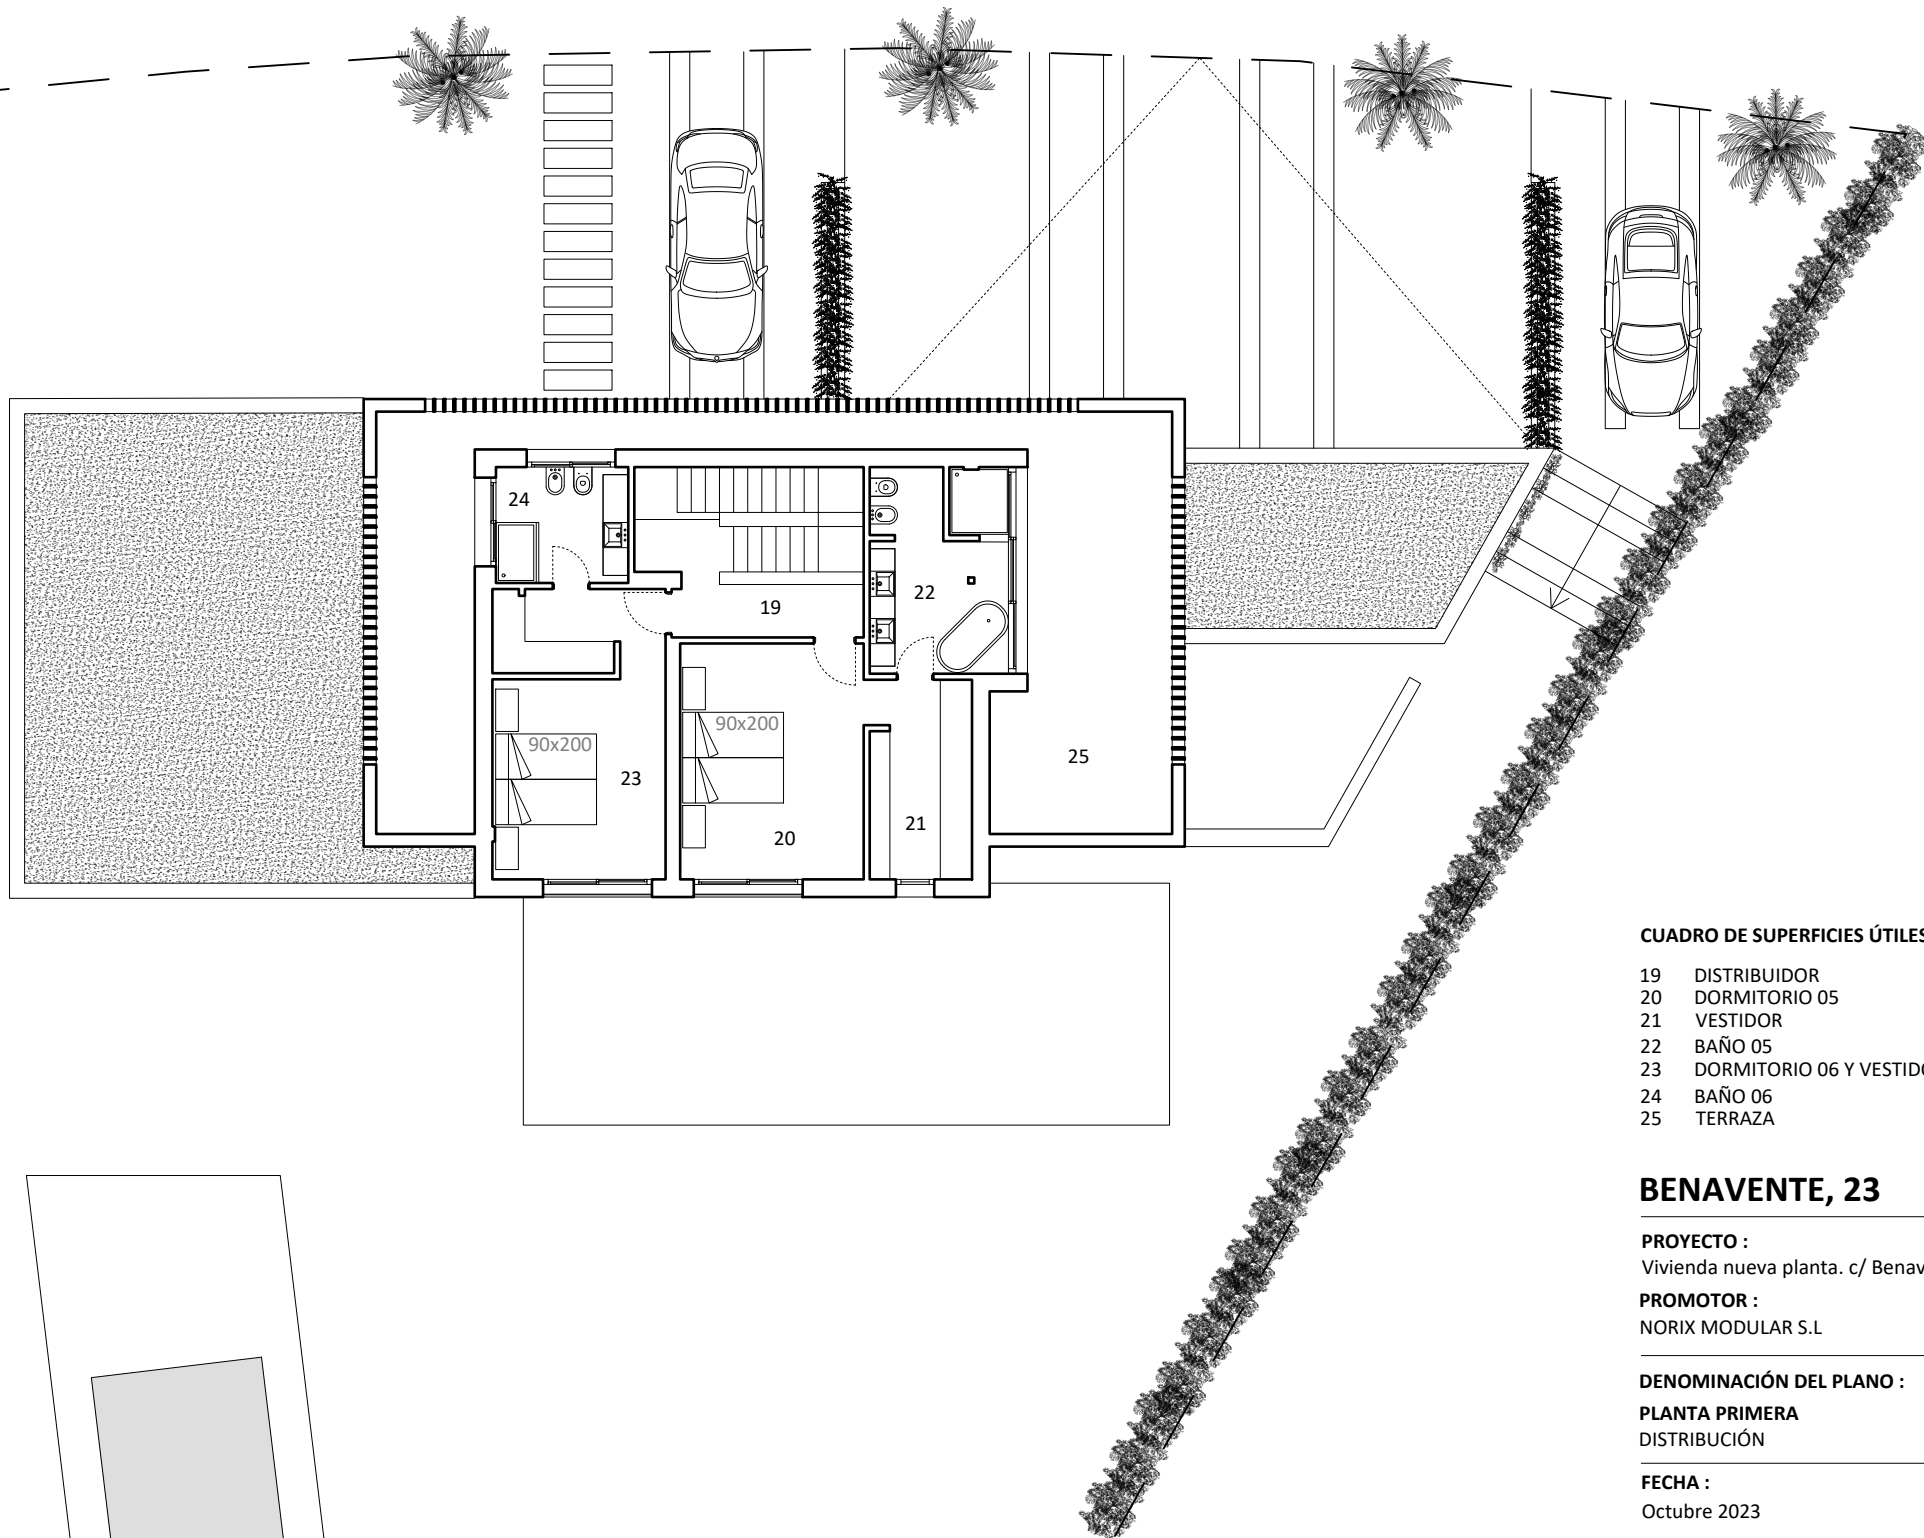 24
19
22
90x200
90x200
23
25
20
21
CUADRO DE SUPERFICIES ÚTILES
19 DISTRIBUIDOR
20 DORMITORIO 05
21 VESTIDOR
22 BAÑO 05
23 DORMITORIO 06 Y
24 BAÑO 06
25 TERRAZA
BENAVENTE, 23
PROYECTO :
Vivienda nueva planta. c/
PROMOTOR :
NORIX MODULAR S.L
DENOMINACIÓN DEL PLANO :
PLANTA PRIMERA
DISTRIBUCIÓN
FECHA :
Octubre 2023